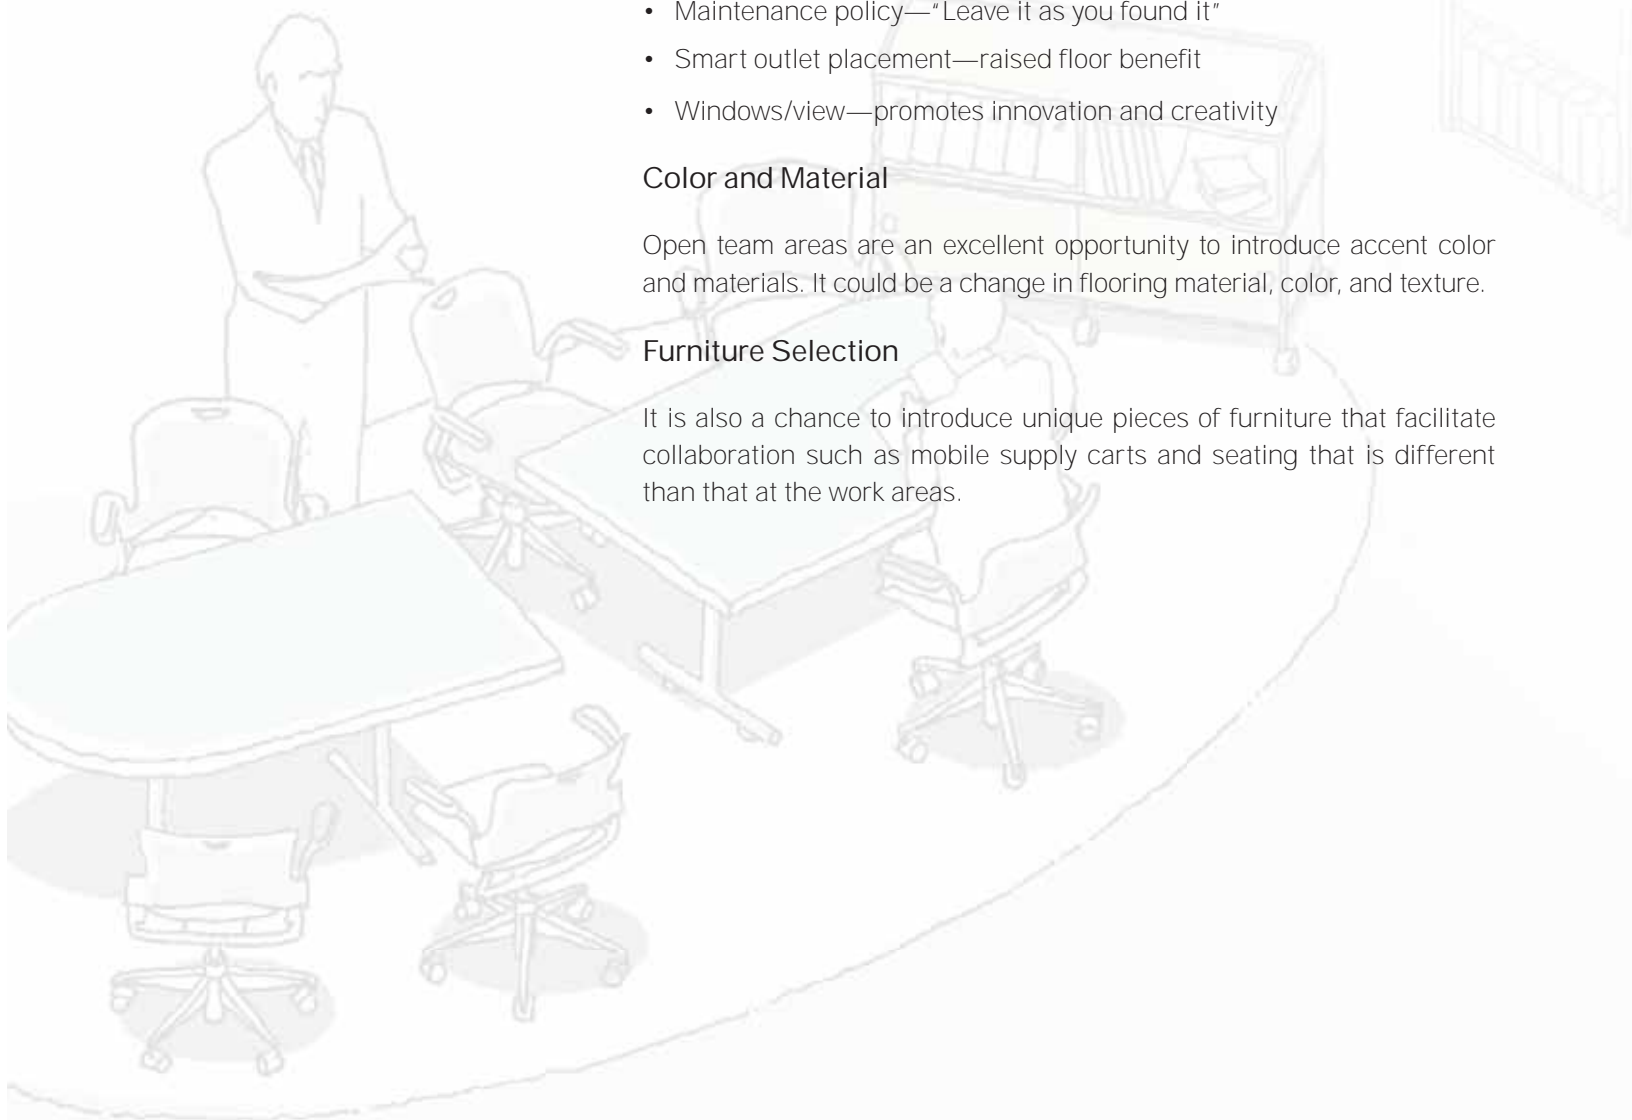 • Maintenance policy—“Leave it as you found it”
• Smart outlet placement—raised floor benefit
• Windows/view—promotes innovation and creativity
Color and Material
Open team areas are an excellent opportunity to introduce accent color
and materials. It could be a change in flooring material, color, and texture.
Furniture Selection
It is also a chance to introduce unique pieces of furniture that facilitate
collaboration such as mobile supply carts and seating that is different
than that at the work areas.